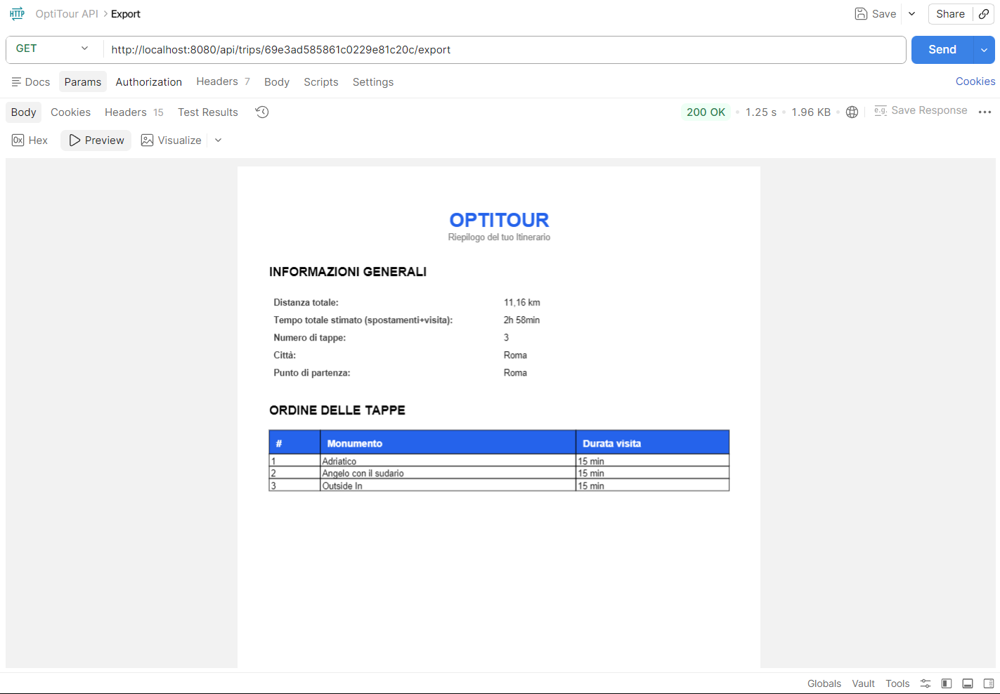 HTTP OptiTour API > Export Save Share
GET http://localhost:8080/api/trips/69e3ad585861c0229e81c20c/export Send
Docs Params Authorization Headers 7 Body Scripts Settings Cookies
Body Cookies Headers 15 Test Results 200 OK • 1.25 s • 1.96 KB • e.g. Save Response
0x Hex Preview Visualize
OPTITOUR
Riepilogo del tuo Itinerario
INFORMAZIONI GENERALI
Distanza totale: 11,16 km
Tempo totale stimato (spostamenti+visita): 2h 58min
Numero di tappe: 3
Città: Roma
Punto di partenza: Roma
ORDINE DELLE TAPPE
# Monumento Durata visita
1 Adriatico 15 min
2 Angelo con il sudario 15 min
3 Outside In 15 min
Globals Vault Tools